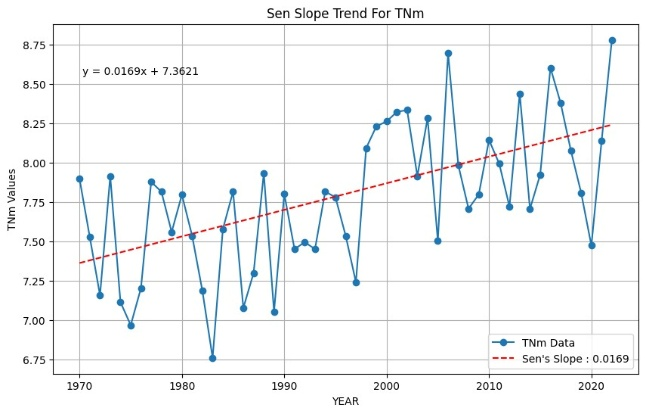 Sen Slope Trend For TNm
8.75
y = 0.0169x + 7.3621
8.50
8.25
8.00
7.75
7.50
7.25
7.00
6.75
TNm Values
TNm Data
Sen's Slope : 0.0169
1970 1980 1990 2000 2010 2020
YEAR